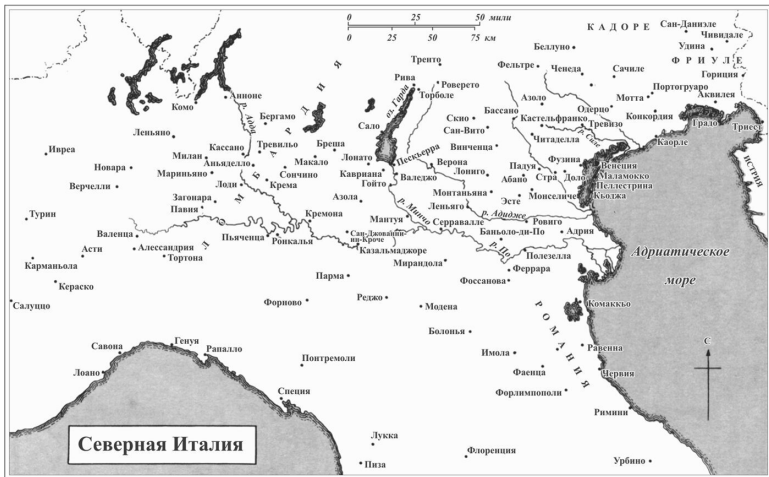 0 25 50 75 мили
0 25 50 75 км
КАДОРЕ
Сан-Даниэле
Чивидале
Удина
ФРИУЛЕ
Гориция
Беллуно
Фельтре
Ченеда
Сачиле
Портогруаро
Мотта
Аквилея
Азоло
Одерцо
Конкордия
Тренто
Рива
Роверето
Торболе
оз. Гарда
Бассано
Кастельфранко
Тревизо
р. Силе
Градо
Триест
Каорле
ИСТРИЯ
Комо
Анноне
Бергамо
р. Адда
ЛОМБАРДИЯ
Сало
Скио
Сан-Вито
Читаделла
Леньяно
Тревильо
Бреша
Винченца
Фузина
Венеция
Ивреа
Милан
Кассано
Аньяделло
Макало
Лонато
Пескьерра
Верона
Падуя
Стра
Доло
Маламокко
Новара
Мариньяно
Сончино
Каврнана
Валеджо
Лониго
Абано
Пеллестрина
Верчелли
Лоди
Крема
Гойто
Монтаньяна
Эсте
Монселиче
Кьоджа
Загонара
Азола
Леньяго
Павия
р. Минчо
р. Адидже
Турин
Кремона
Мантуя
Серравалле
Ровиго
Валенца
Пьяченца
Ронкалья
Сан-Джованни-
ин-Кроче
Баньоло-ди-По
Адрия
Адриатическое
море
Асти
Алессандрия
Казальмаджоре
р. По
Полезелла
Карманьола
Тортона
Мирандола
Феррара
Фоссанова
Кераско
Парма
Салуццо
Форново
Реджо
Модена
Комаккьо
РОМАНИЯ
Болонья
Савона
Генуя
Рапалло
Понтремоли
Имола
Равенна
С
Лоано
Фаенца
Червия
Специя
Форлимпополи
Римини
Северная Италия
Лукка
Пиза
Флоренция
Урбино